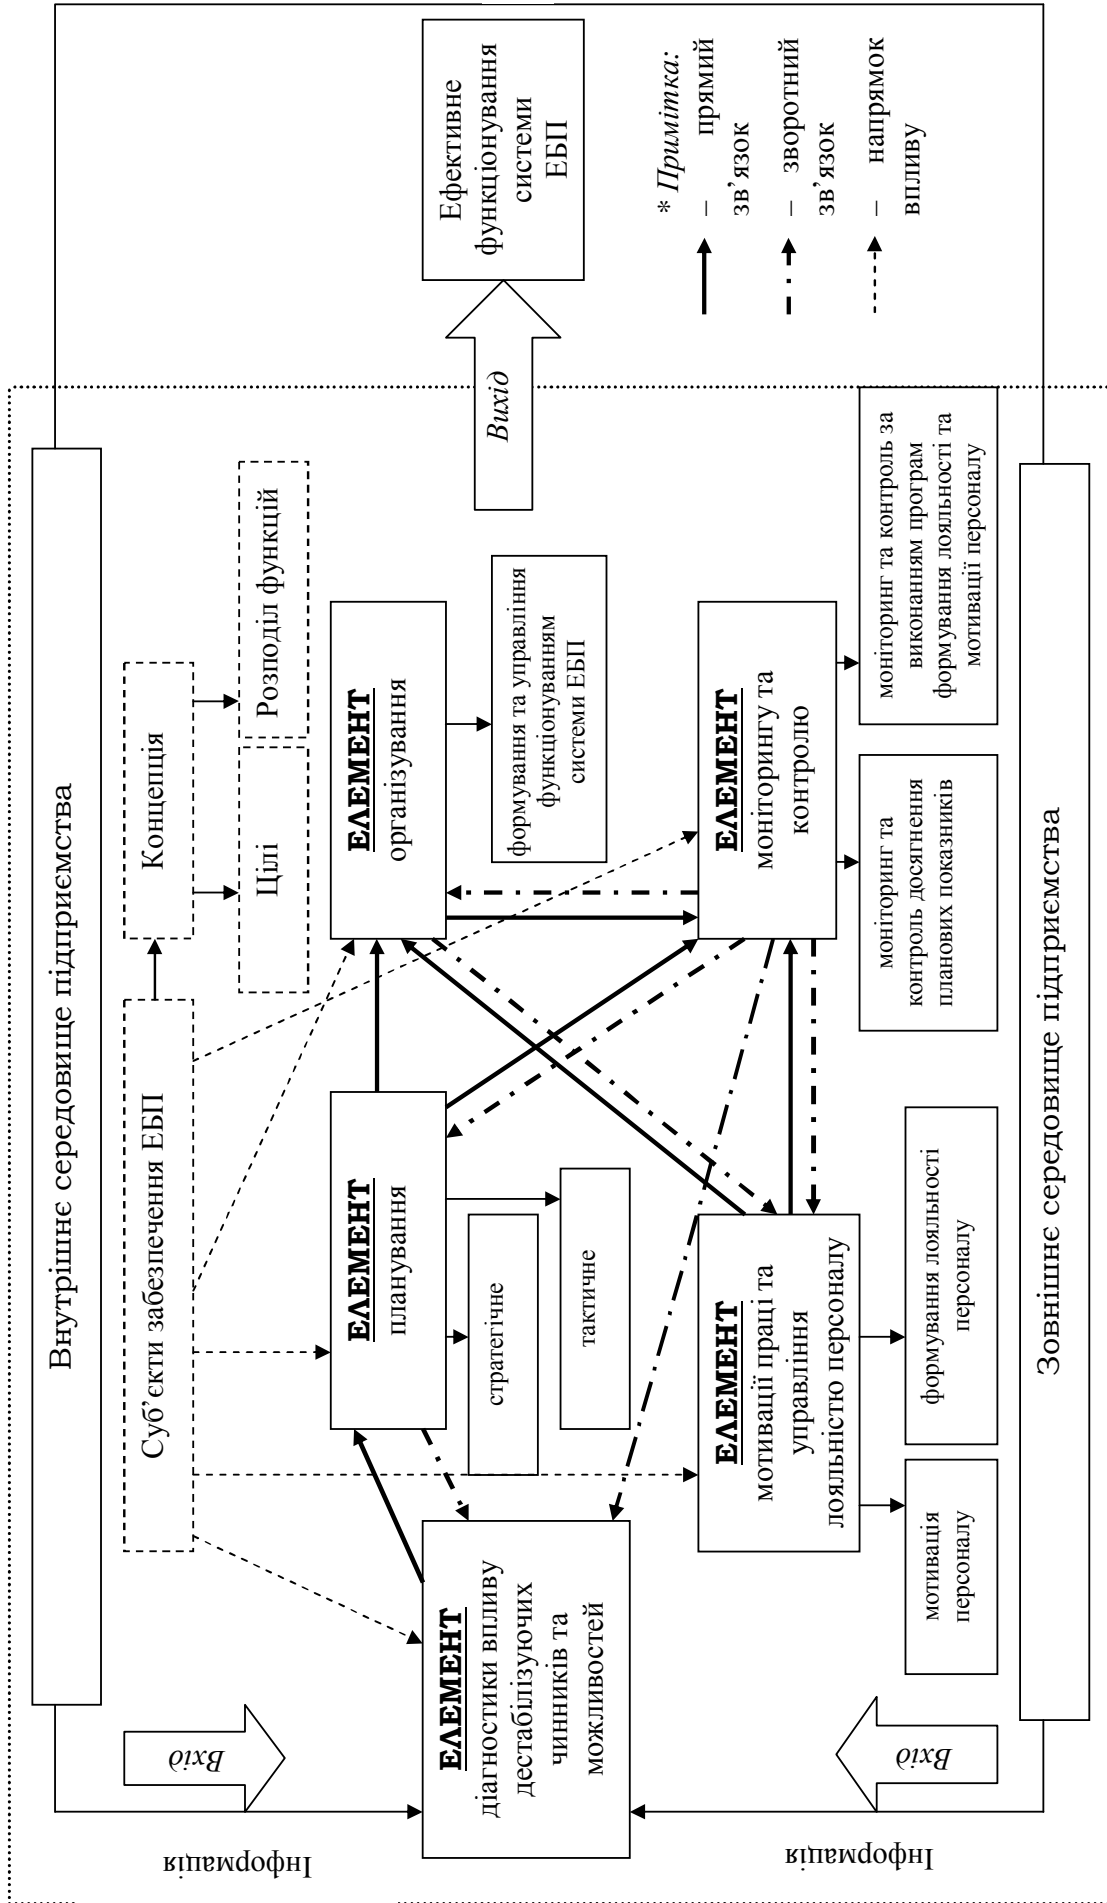 Внутрішнє середовище підприємства
Інформація
Вхід
Суб’єкти забезпечення ЕБП
Концепція
Цілі
Розподіл функцій
ЕЛЕМЕНТ
діагностики впливу
дестабілізуючих
чинників та
можливостей
ЕЛЕМЕНТ
планування
стратегічне
тактичне
ЕЛЕМЕНТ
організування
формування та управління
функціонуванням
системи ЕБП
Вихід
Ефективне
функціонування
системи
ЕБП
ЕЛЕМЕНТ
мотивації праці та
управління
лояльністю персоналу
мотивація
персоналу
формування лояльності
персоналу
ЕЛЕМЕНТ
моніторингу та
контролю
моніторинг та
контроль досягнення
планових показників
моніторинг та контроль за
виконанням програм
формування лояльності та
мотивації персоналу
Вхід
Інформація
Зовнішнє середовище підприємства
* Примітка:
– прямий
зв’язок
– зворотний
зв’язок
– напрямок
впливу